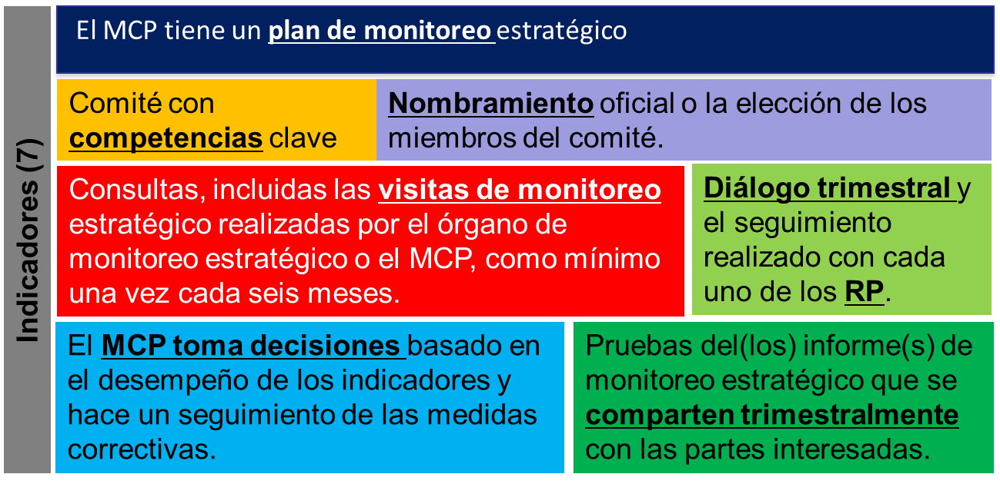 Indicadores (7)
El MCP tiene un plan de monitoreo estratégico
Comité con
competencias clave
Nombramiento oficial o la elección de los
miembros del comité.
Consultas, incluidas las visitas de monitoreo
estratégico realizadas por el órgano de
monitoreo estratégico o el MCP, como mínimo
una vez cada seis meses.
Diálogo trimestral y
el seguimiento
realizado con cada
uno de los RP.
El MCP toma decisiones basado en
el desempeño de los indicadores y
hace un seguimiento de las medidas
correctivas.
Pruebas del(los) informe(s) de
monitoreo estratégico que se
comparten trimestralmente
con las partes interesadas.